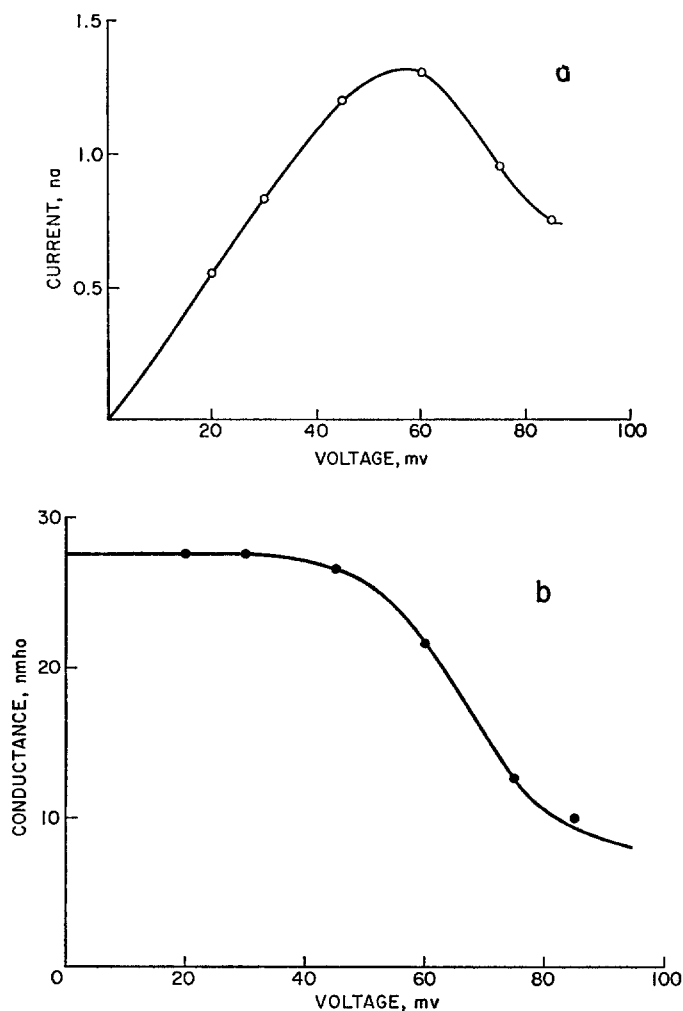 1.5
a
1.0
CURRENT, na
0.5
20 40 60 80 100
VOLTAGE, mv
30
b
20
CONDUCTANCE, nmho
10
0 20 40 60 80 100
VOLTAGE, mv